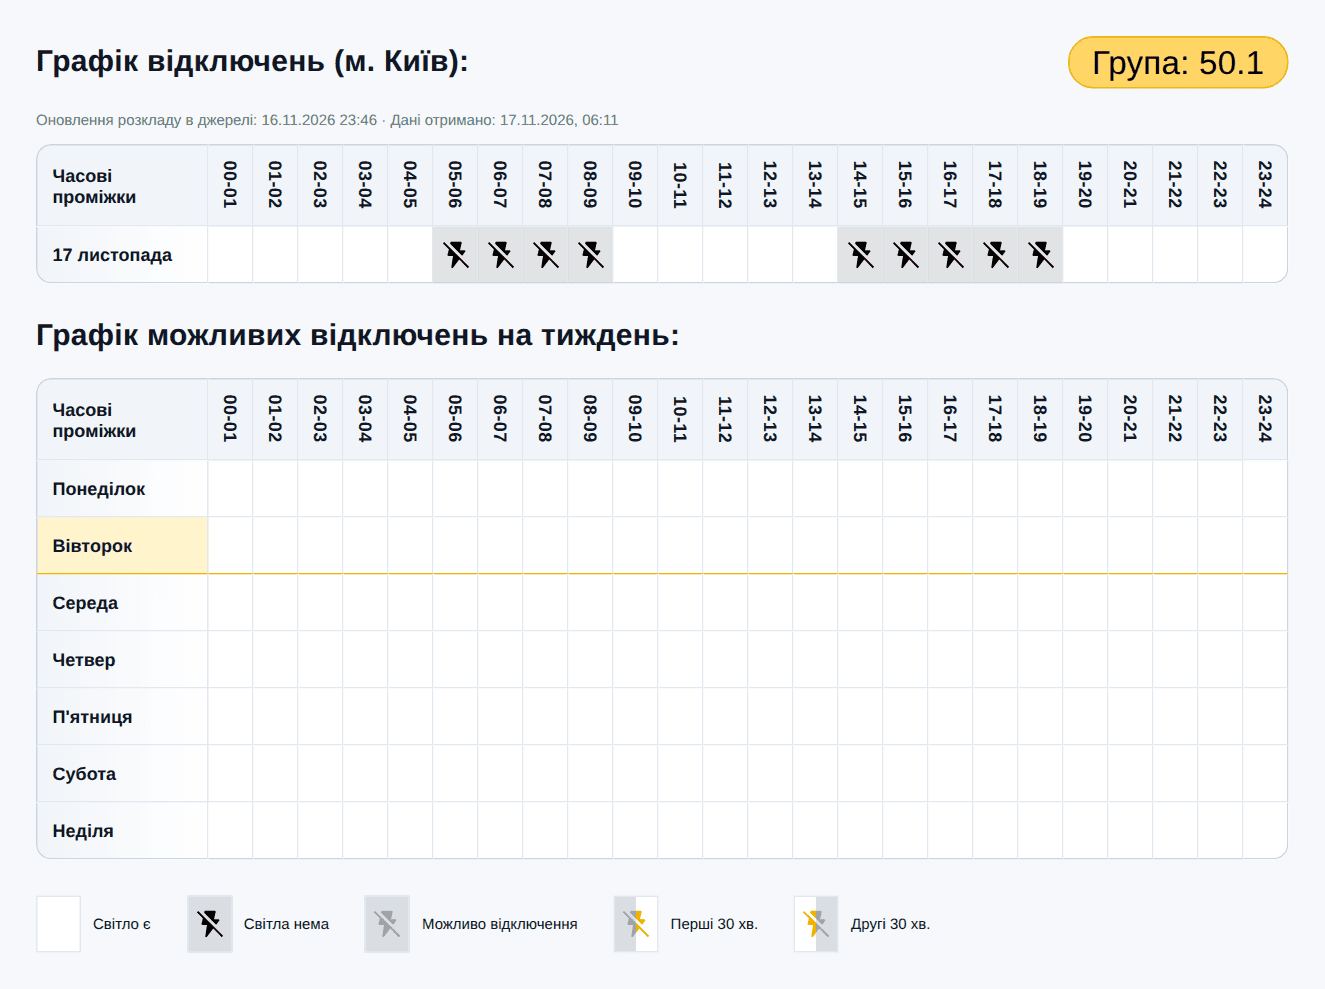 Графік відключень (м. Київ):
Група: 50.1
Оновлення розкладу в джерелі: 16.11.2026 23:46 · Дані отримано: 17.11.2026, 06:11
Часові проміжки 00-01 01-02 02-03 03-04 04-05 05-06 06-07 07-08 08-09 09-10 10-11 11-12 12-13 13-14 14-15 15-16 16-17 17-18 18-19 19-20 20-21 21-22 22-23 23-24
17 листопада
Графік можливих відключень на тиждень:
Часові проміжки 00-01 01-02 02-03 03-04 04-05 05-06 06-07 07-08 08-09 09-10 10-11 11-12 12-13 13-14 14-15 15-16 16-17 17-18 18-19 19-20 20-21 21-22 22-23 23-24
Понеділок
Вівторок
Середа
Четвер
П'ятниця
Субота
Неділя
Світло є Світла нема Можливо відключення Перші 30 хв. Другі 30 хв.